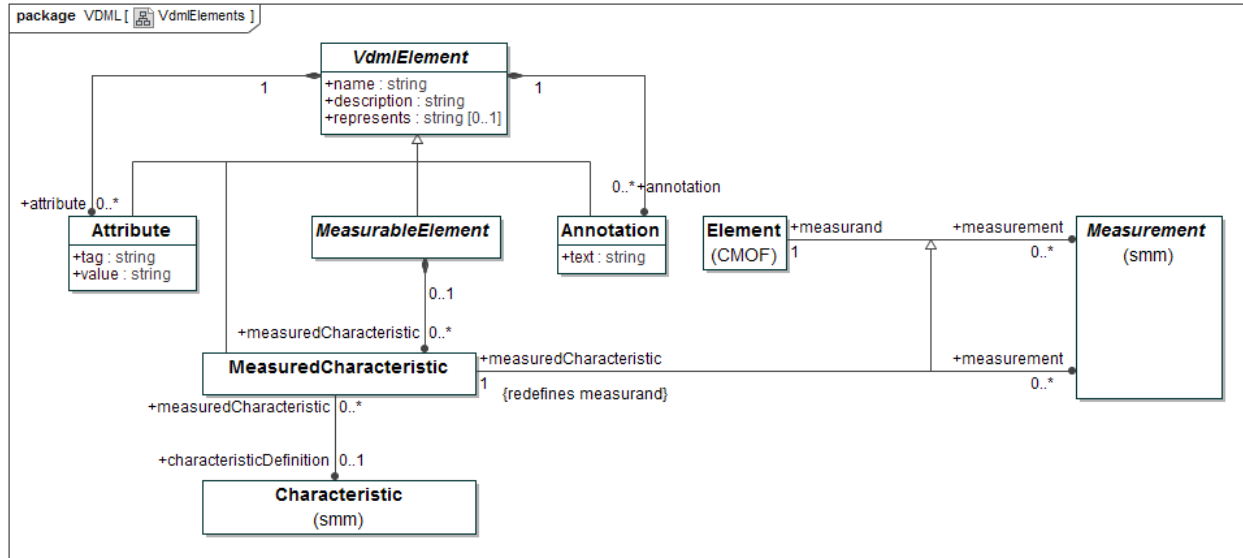 package VDML [ VdmlElements ]
VdmlElement
+name : string
+description : string
+represents : string [0..1]
1
1
+attribute 0..*
0..* +annotation
Attribute
+tag : string
+value : string
MeasurableElement
Annotation
+text : string
Element
(CMOF)
+measurand
1
+measurement
0..*
Measurement
(smm)
0..1
+measuredCharacteristic 0..*
MeasuredCharacteristic
+measuredCharacteristic
1
{redefines measurand}
+measurement
0..*
+measuredCharacteristic 0..*
+characteristicDefinition 0..1
Characteristic
(smm)